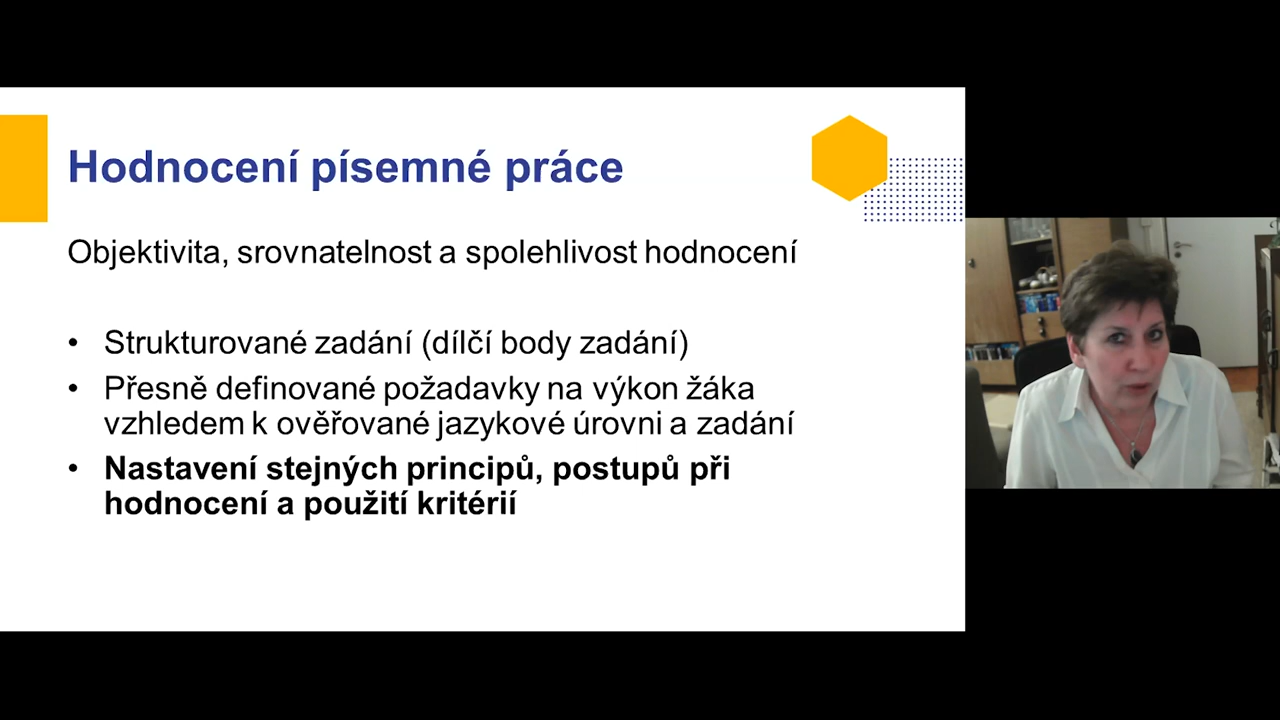 Hodnocení písemné práce
Objektivita, srovnatelnost a spolehlivost hodnocení
• Strukturované zadání (dílčí body zadání)
• Přesně definované požadavky na výkon žáka
vzhledem k ověřované jazykové úrovni a zadání
• Nastavení stejných principů, postupů při
hodnocení a použití kritérií